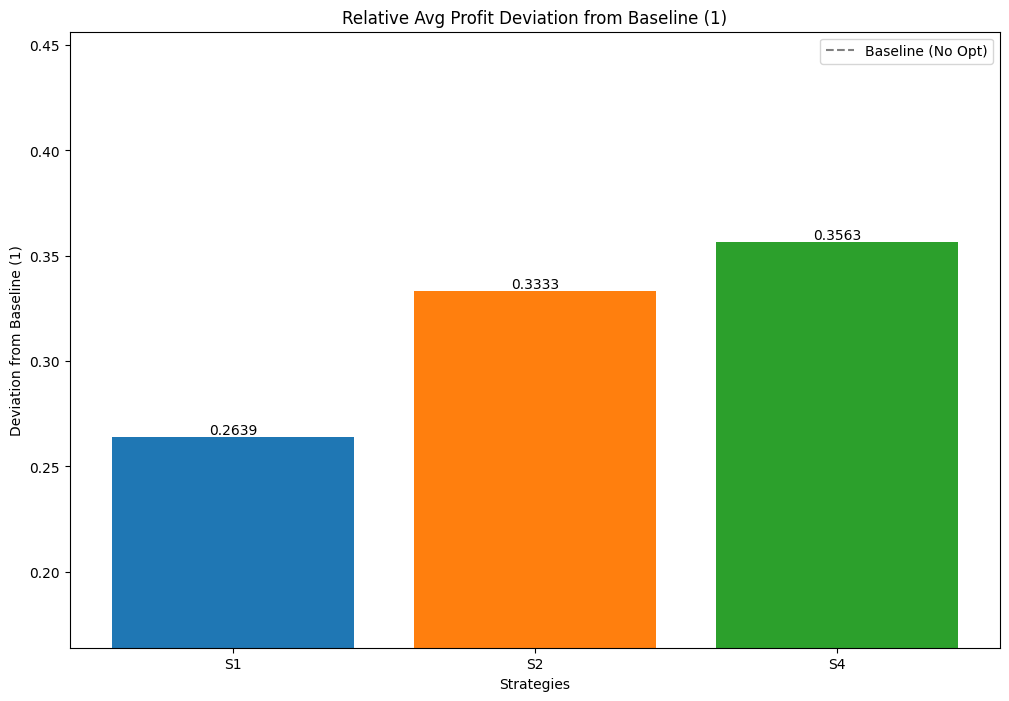 Relative Avg Profit Deviation from Baseline (1)
Baseline (No Opt)
0.45
0.40
0.35
0.30
0.25
0.20
Deviation from Baseline (1)
0.2639
0.3333
0.3563
S1
S2
S4
Strategies